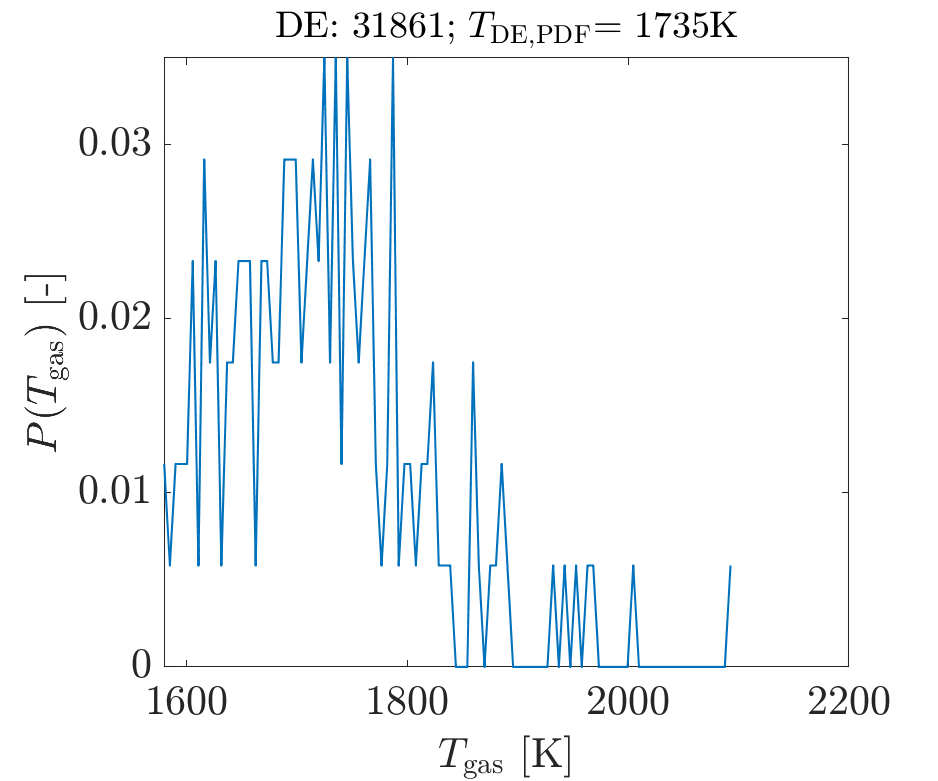 DE: 31861; T_DE,PDF= 1735K
P(T_gas) [-]
0.03
0.02
0.01
0
1600 1800 2000 2200
T_gas [K]